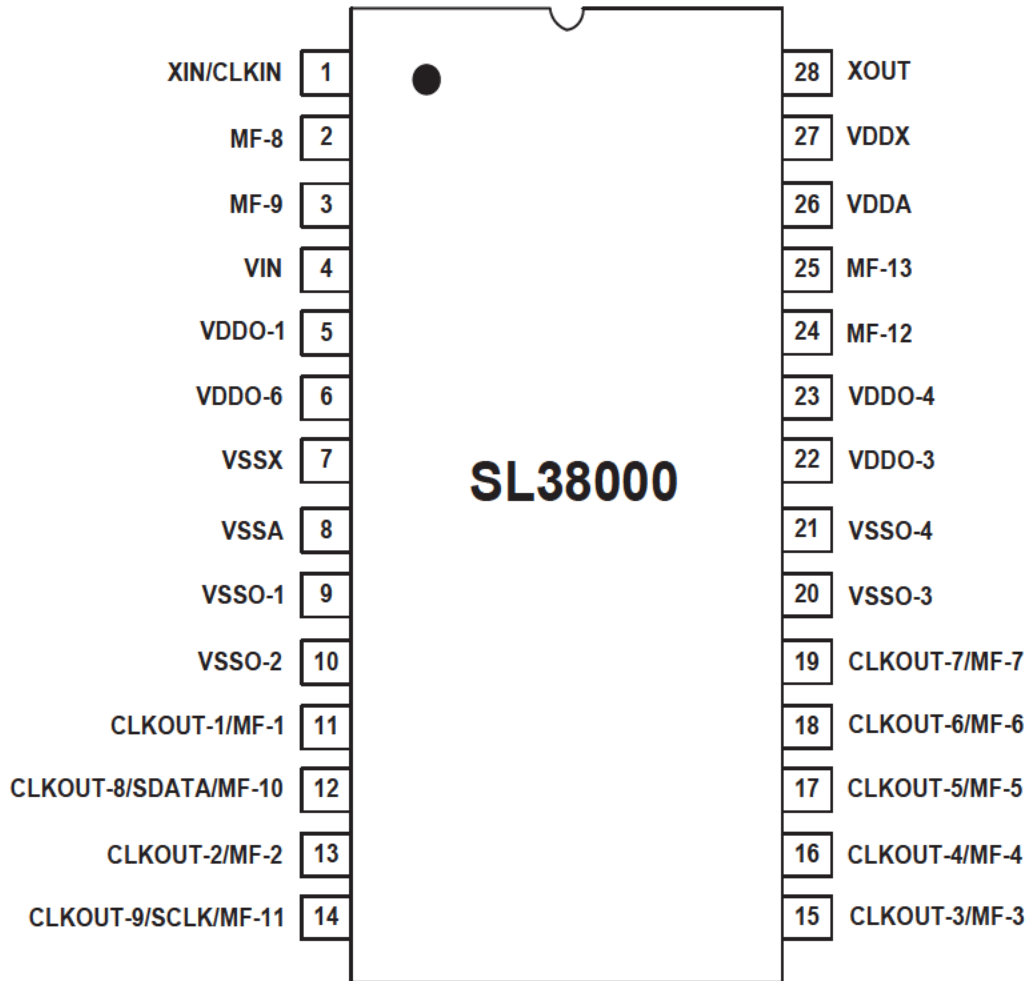 XIN/CLKIN 1
MF-8 2
MF-9 3
VIN 4
VDDO-1 5
VDDO-6 6
VSSX 7
VSSA 8
VSSO-1 9
VSSO-2 10
CLKOUT-1/MF-1 11
CLKOUT-8/SDATA/MF-10 12
CLKOUT-2/MF-2 13
CLKOUT-9/SCLK/MF-11 14
SL38000
28 XOUT
27 VDDX
26 VDDA
25 MF-13
24 MF-12
23 VDDO-4
22 VDDO-3
21 VSSO-4
20 VSSO-3
19 CLKOUT-7/MF-7
18 CLKOUT-6/MF-6
17 CLKOUT-5/MF-5
16 CLKOUT-4/MF-4
15 CLKOUT-3/MF-3